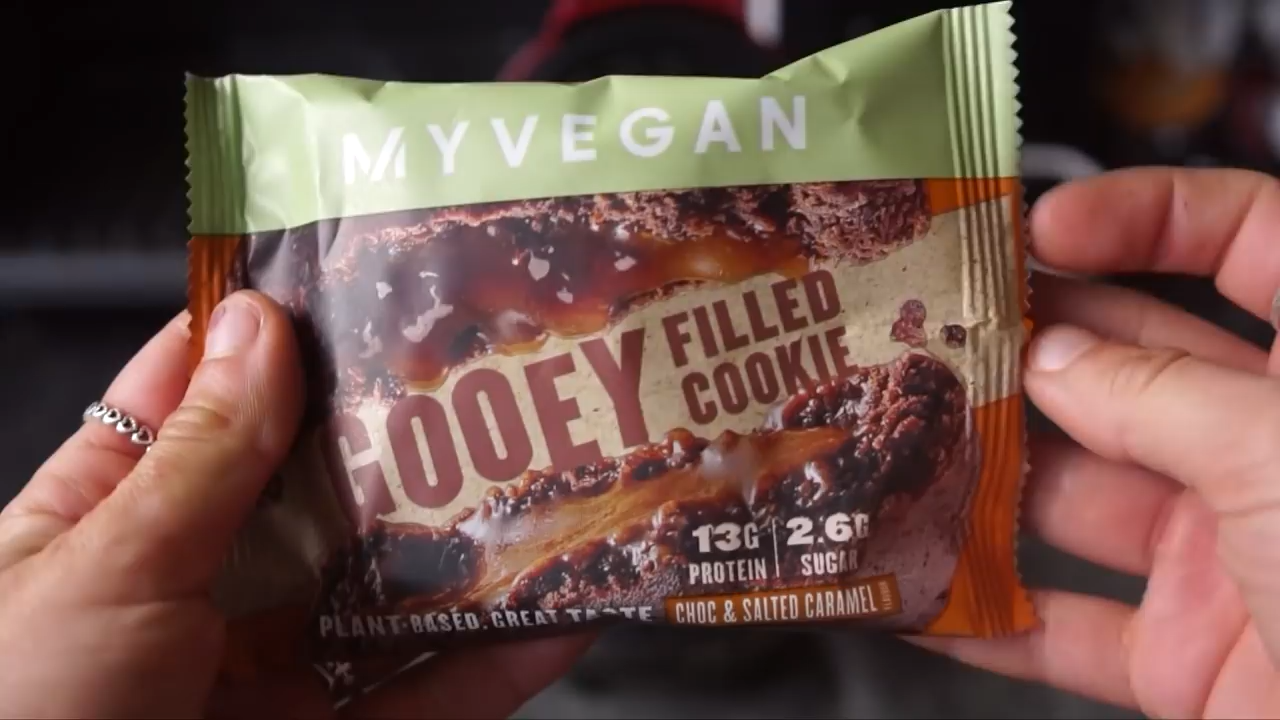 MYVEGAN
GOOEY FILLED
COOKIE
13G PROTEIN
2.6G SUGAR
PLANT-BASED. GREAT TASTE
CHOC & SALTED CARAMEL